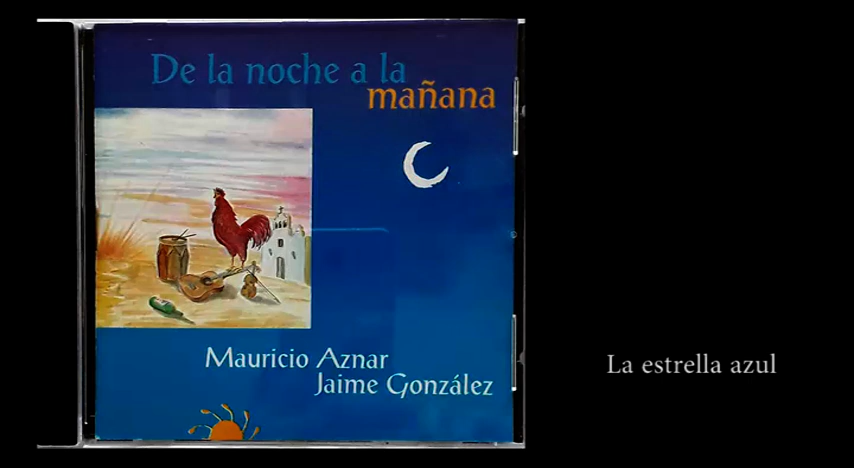 De la noche a la
mañana
Mauricio Aznar
Jaime González
La estrella azul